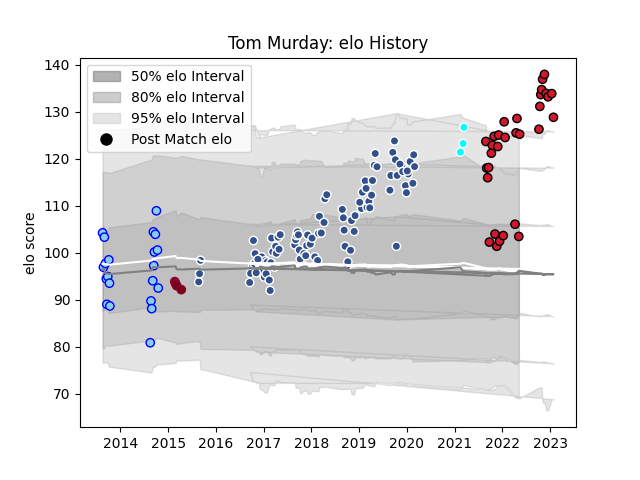 Tom Murday: elo History
50% elo Interval
80% elo Interval
95% elo Interval
Post Match elo
elo score
140
130
120
110
100
90
80
70
2014 2015 2016 2017 2018 2019 2020 2021 2022 2023